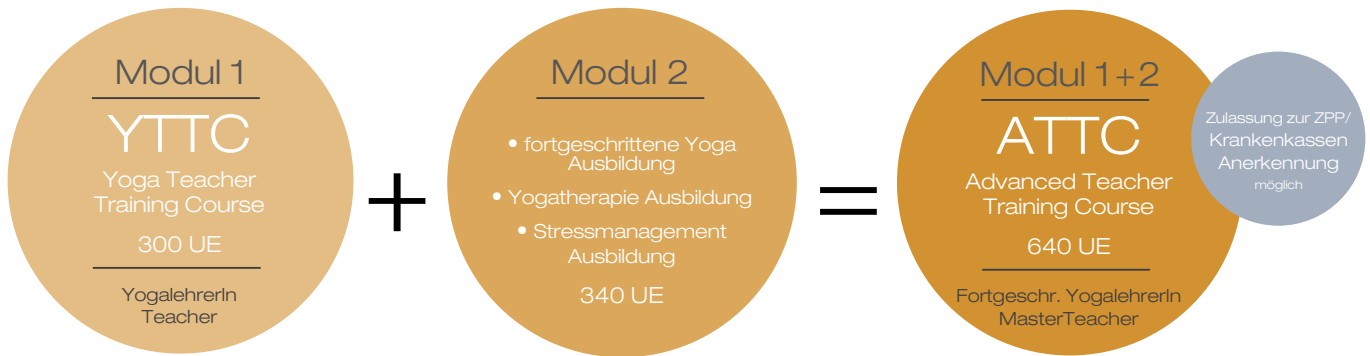 Modul 1
YTTC
Yoga Teacher
Training Course
300 UE
YogalehrerIn
Teacher
+
Modul 2
• fortgeschrittene Yoga
Ausbildung
• Yogatherapie Ausbildung
• Stressmanagement
Ausbildung
340 UE
=
Modul 1+2
ATTC
Advanced Teacher
Training Course
640 UE
Fortgeschr. YogalehrerIn
MasterTeacher
Zulassung zur ZPP/
Krankenkassen
Anerkennung
möglich